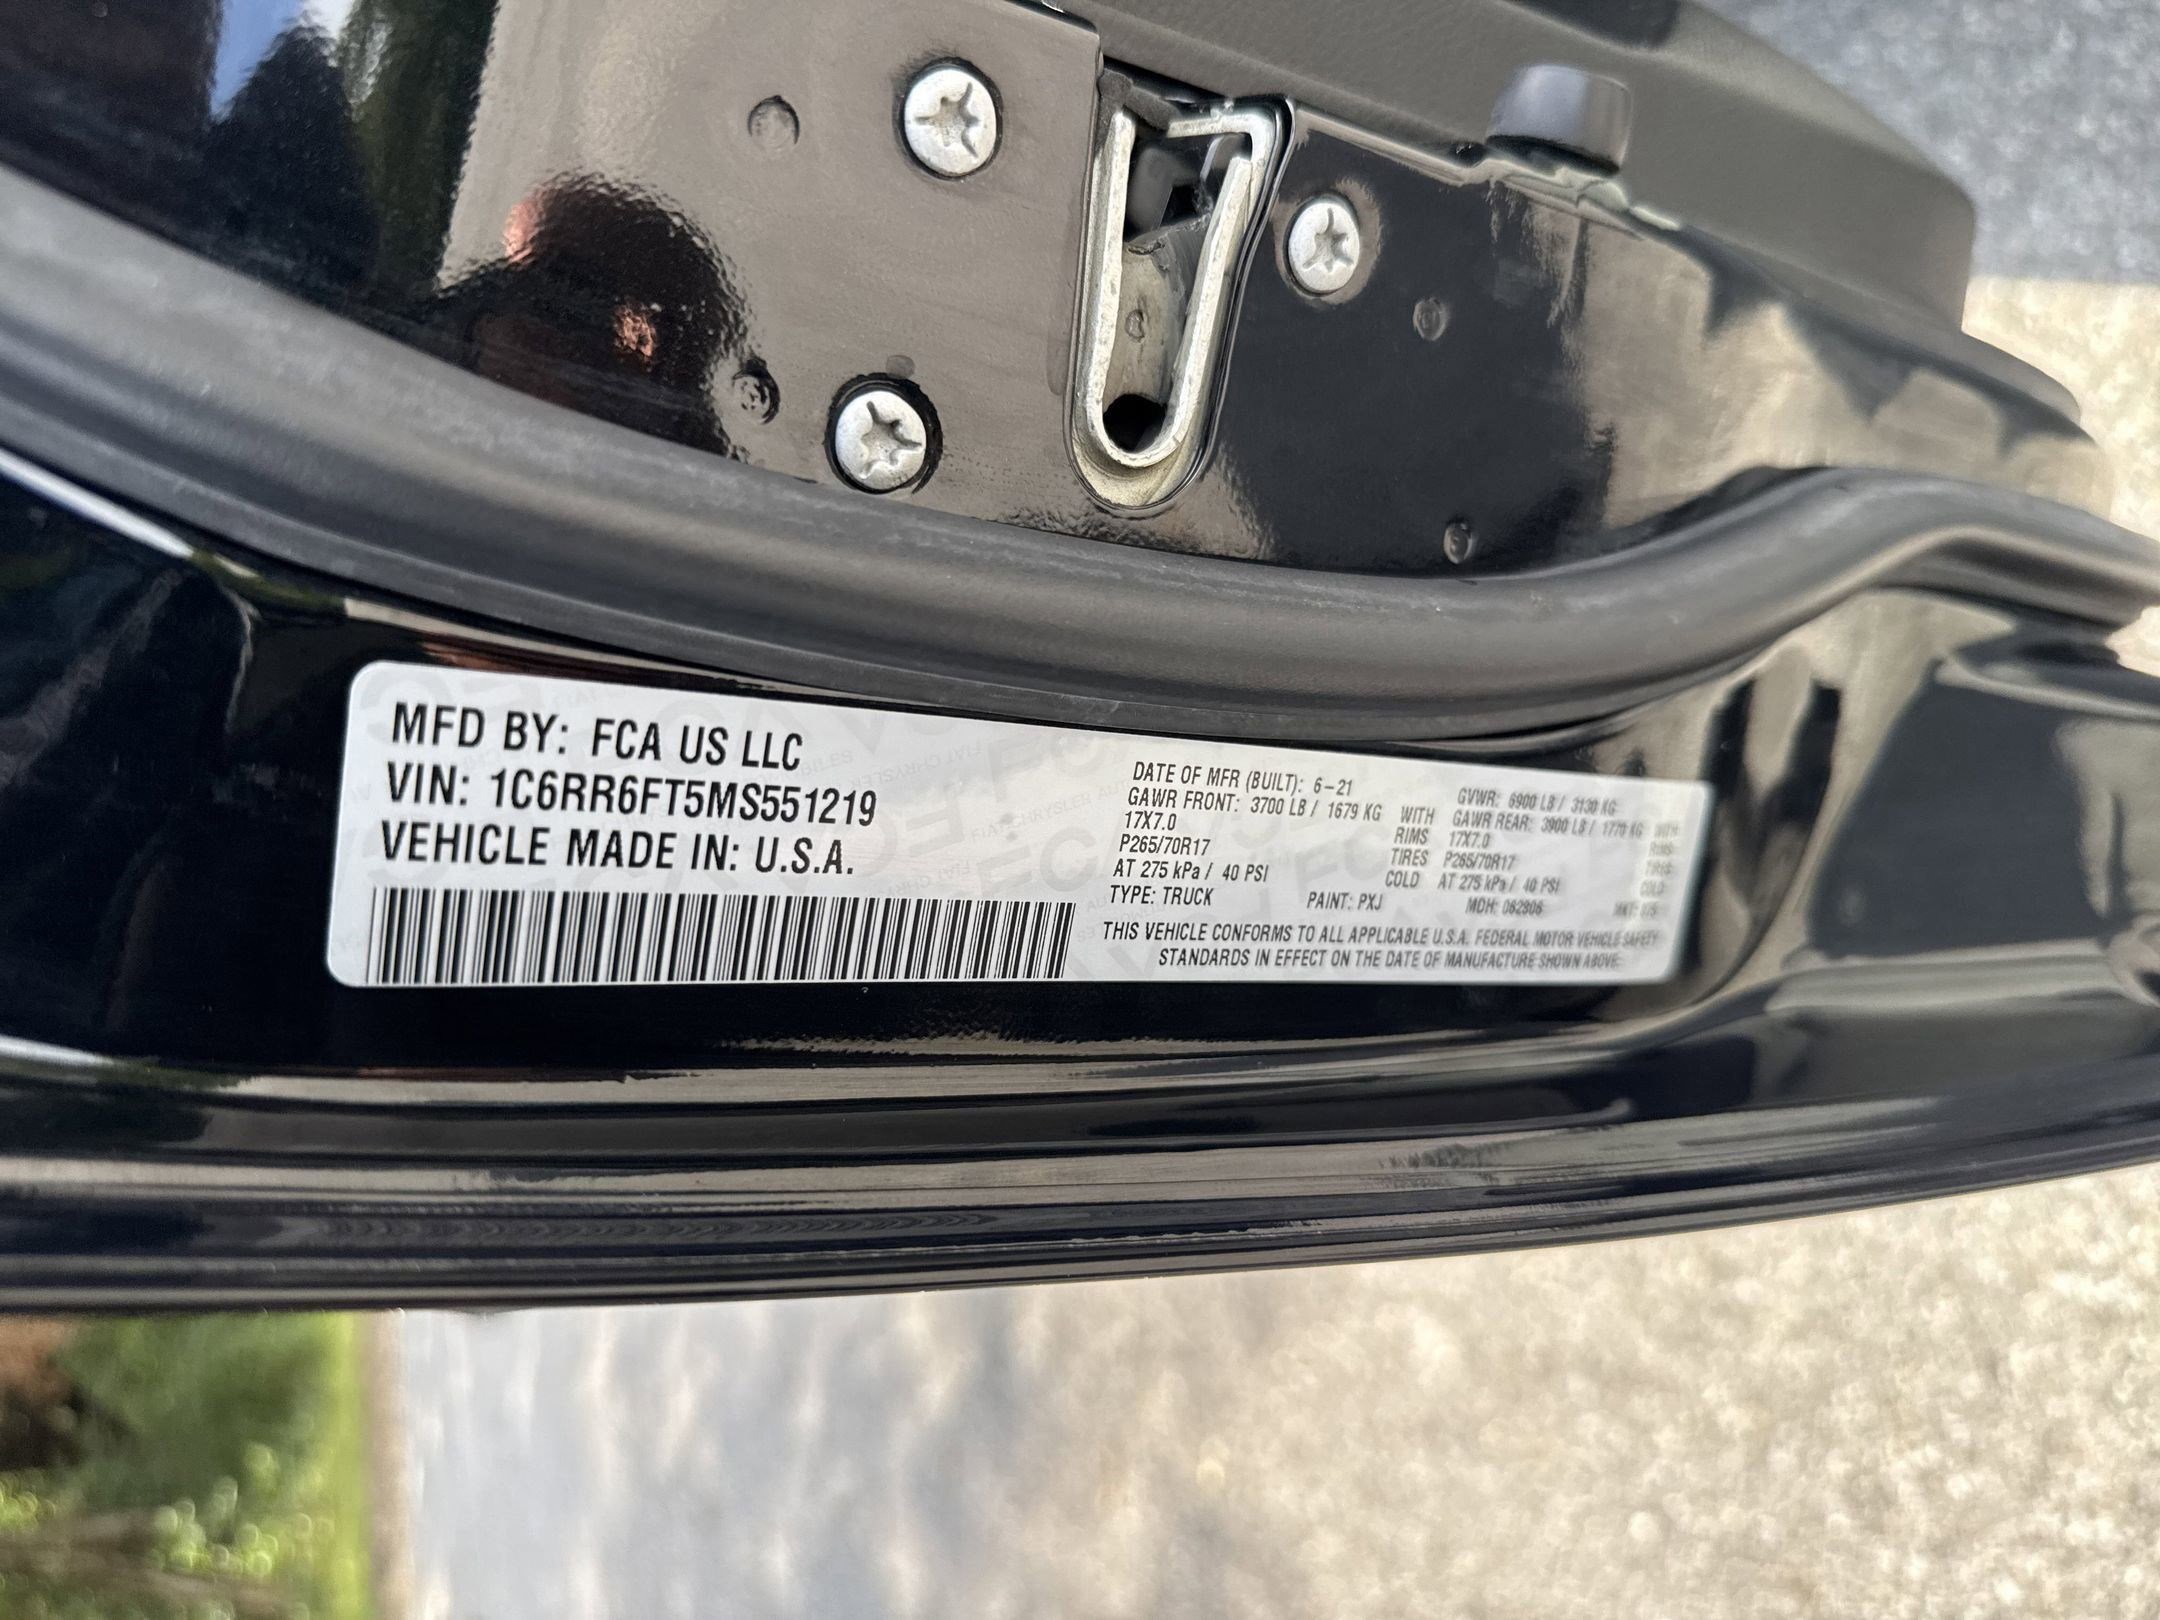 MFD BY: FCA US LLC
VIN: 1C6RR6FT5MS551219
VEHICLE MADE IN: U.S.A.
DATE OF MFR (BUILT): 6-21 GVWR: 6900 LB / 3130 KG
GAWR FRONT: 3700 LB / 1679 KG WITH GAWR REAR: 3900 LB / 1770 KG WITH
17X7.0 RIMS 17X7.0 RIMS
P265/70R17 TIRES P265/70R17 TIRES
AT 275 kPa / 40 PSI COLD AT 275 kPa / 40 PSI COLD
TYPE: TRUCK PAINT: PXJ MDH:
THIS VEHICLE CONFORMS TO ALL APPLICABLE U.S.A. FEDERAL MOTOR VEHICLE SAFETY
STANDARDS IN EFFECT ON THE DATE OF MANUFACTURE SHOWN ABOVE.